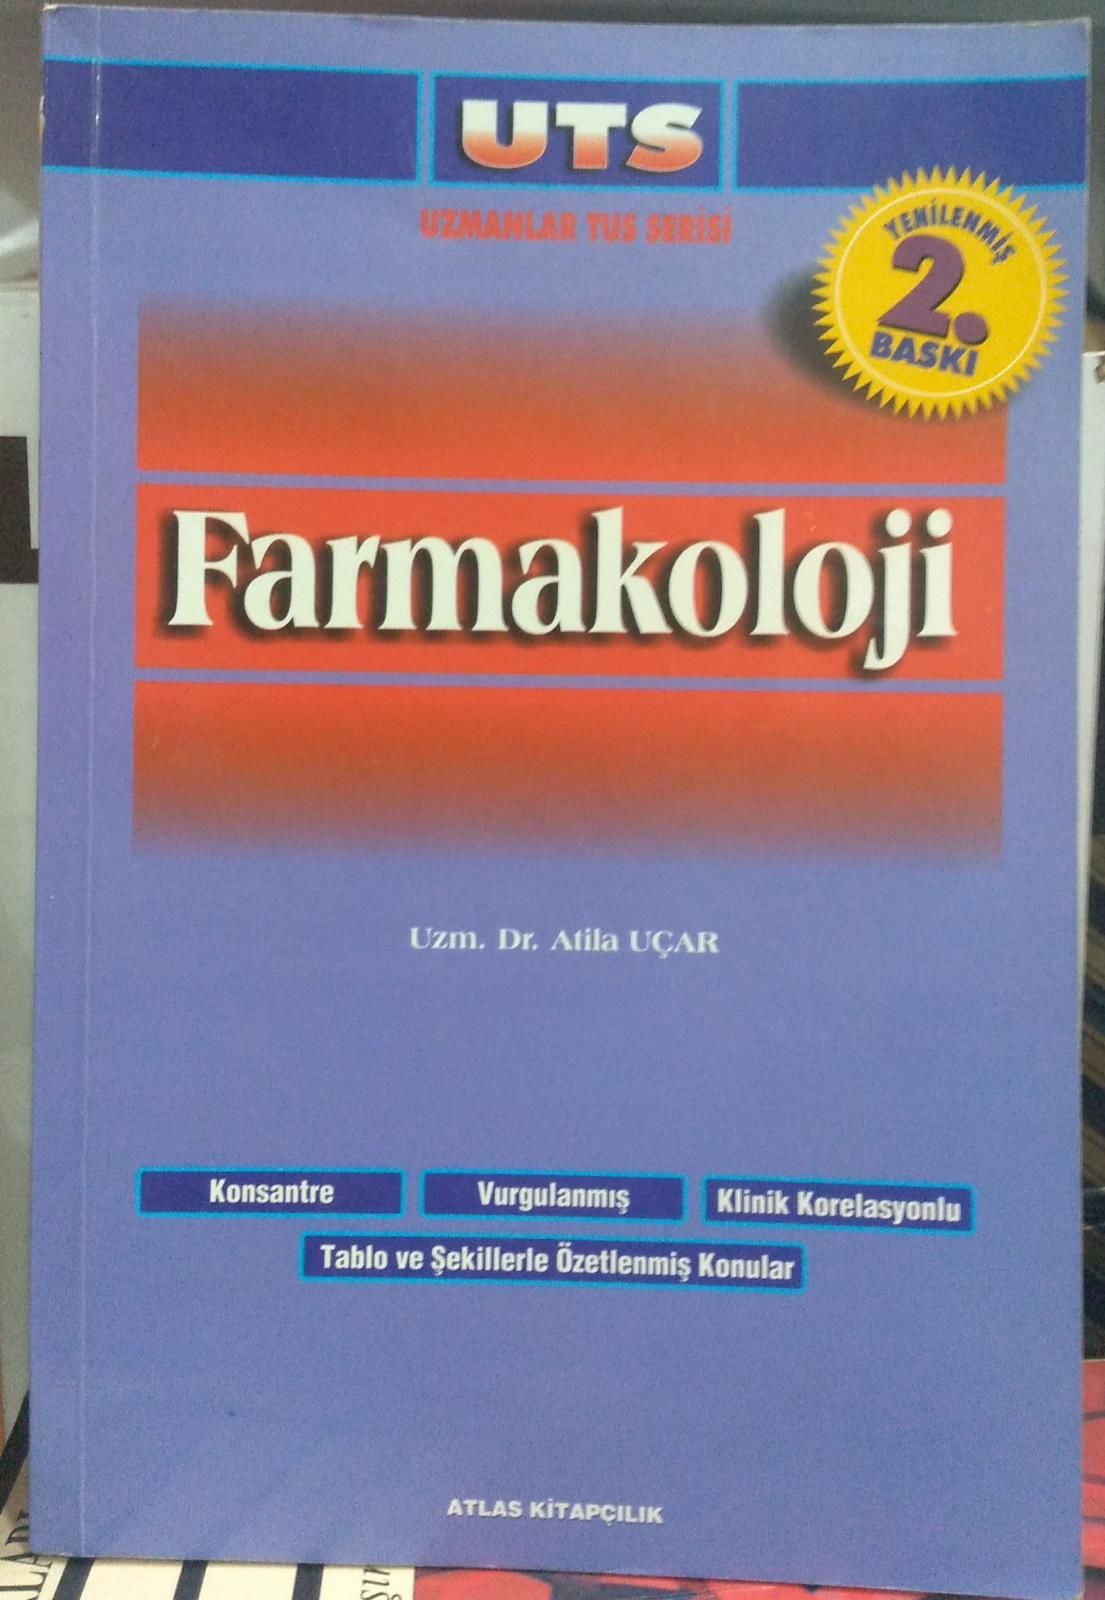 UTS
UZMANLAR TUS SERİSİ
YENİLENMİŞ
2.
BASKI
Farmakoloji
Uzm. Dr. Atila UÇAR
Konsantre
Vurgulanmış
Klinik Korelasyonlu
Tablo ve Şekillerle Özetlenmiş Konular
ATLAS KİTAPÇILIK